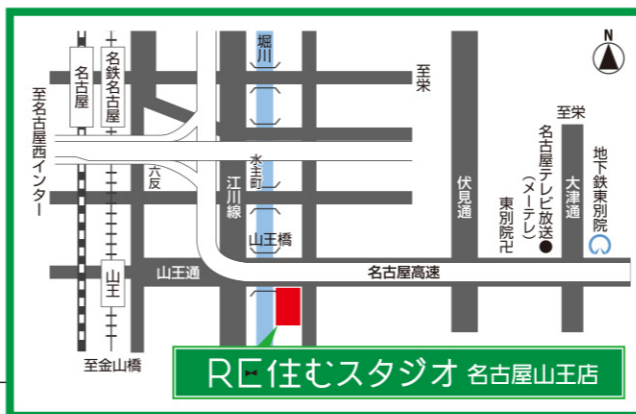 堀川
N
名古屋
名鉄名古屋
至栄
至栄
至名古屋西インター
六反
江川線
水主町
伏見通
東別院卍
名古屋テレビ放送●
(メーテレ)
大津通
地下鉄東別院
山王橋
山王
山王通
名古屋高速
至金山橋
RE住むスタジオ 名古屋山王店